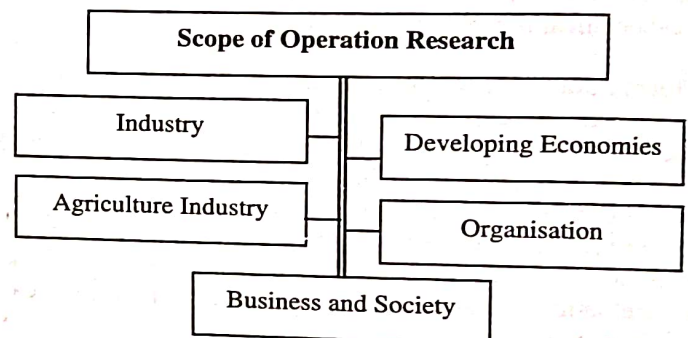 Scope of Operation Research
Industry
Developing Economies
Agriculture Industry
Organisation
Business and Society